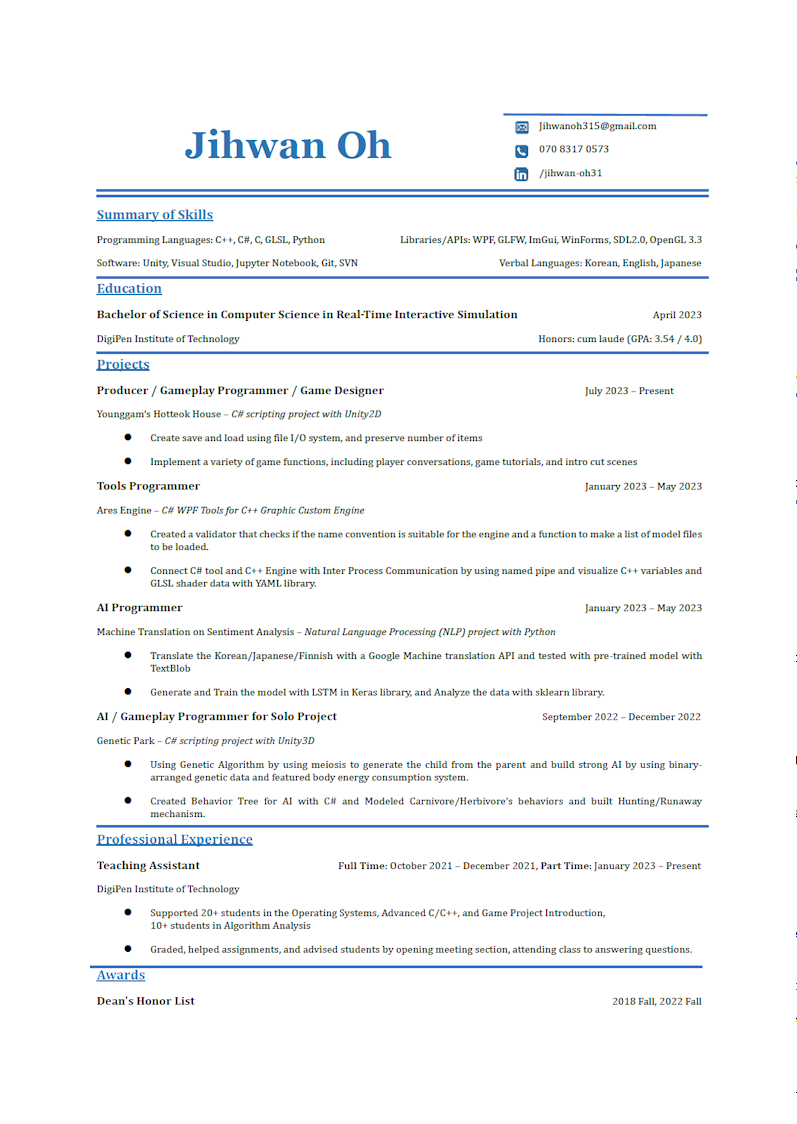 Jihwan Oh
Jihwanoh315@gmail.com
070 8317 0573
/jihwan-oh31
Summary of Skills
Programming Languages: C++, C#, C, GLSL, Python Libraries/APIs: WPF, GLFW, ImGui, WinForms, SDL2.0, OpenGL 3.3
Software: Unity, Visual Studio, Jupyter Notebook, Git, SVN Verbal Languages: Korean, English, Japanese
Education
Bachelor of Science in Computer Science in Real-Time Interactive Simulation April 2023
DigiPen Institute of Technology Honors: cum laude (GPA: 3.54 / 4.0)
Projects
Producer / Gameplay Programmer / Game Designer July 2023 – Present
Younggam's Hotteok House – C# scripting project with Unity2D
● Create save and load using file I/O system, and preserve number of items
● Implement a variety of game functions, including player conversations, game tutorials, and intro cut scenes
Tools Programmer January 2023 – May 2023
Ares Engine – C# WPF Tools for C++ Graphic Custom Engine
● Created a validator that checks if the name convention is suitable for the engine and a function to make a list of model files
to be loaded.
● Connect C# tool and C++ Engine with Inter Process Communication by using named pipe and visualize C++ variables and
GLSL shader data with YAML library.
AI Programmer January 2023 – May 2023
Machine Translation on Sentiment Analysis – Natural Language Processing (NLP) project with Python
● Translate the Korean/Japanese/Finnish with a Google Machine translation API and tested with pre-trained model with
TextBlob
● Generate and Train the model with LSTM in Keras library, and Analyze the data with sklearn library.
AI / Gameplay Programmer for Solo Project September 2022 – December 2022
Genetic Park – C# scripting project with Unity3D
● Using Genetic Algorithm by using meiosis to generate the child from the parent and build strong AI by using binary-
arranged genetic data and featured body energy consumption system.
● Created Behavior Tree for AI with C# and Modeled Carnivore/Herbivore's behaviors and built Hunting/Runaway
mechanism.
Professional Experience
Teaching Assistant Full Time: October 2021 – December 2021, Part Time: January 2023 – Present
DigiPen Institute of Technology
● Supported 20+ students in the Operating Systems, Advanced C/C++, and Game Project Introduction,
10+ students in Algorithm Analysis
● Graded, helped assignments, and advised students by opening meeting section, attending class to answering questions.
Awards
Dean's Honor List 2018 Fall, 2022 Fall